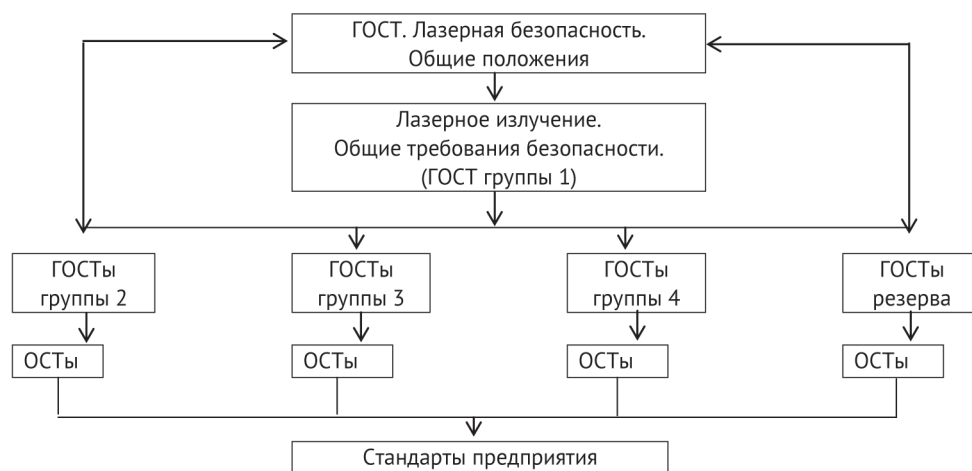 ГОСТ. Лазерная безопасность.
Общие положения
Лазерное излучение.
Общие требования безопасности.
(ГОСТ группы 1)
ГОСТы
группы 2
ГОСТы
группы 3
ГОСТы
группы 4
ГОСТы
резерва
ОСТы
ОСТы
ОСТы
ОСТы
Стандарты предприятия